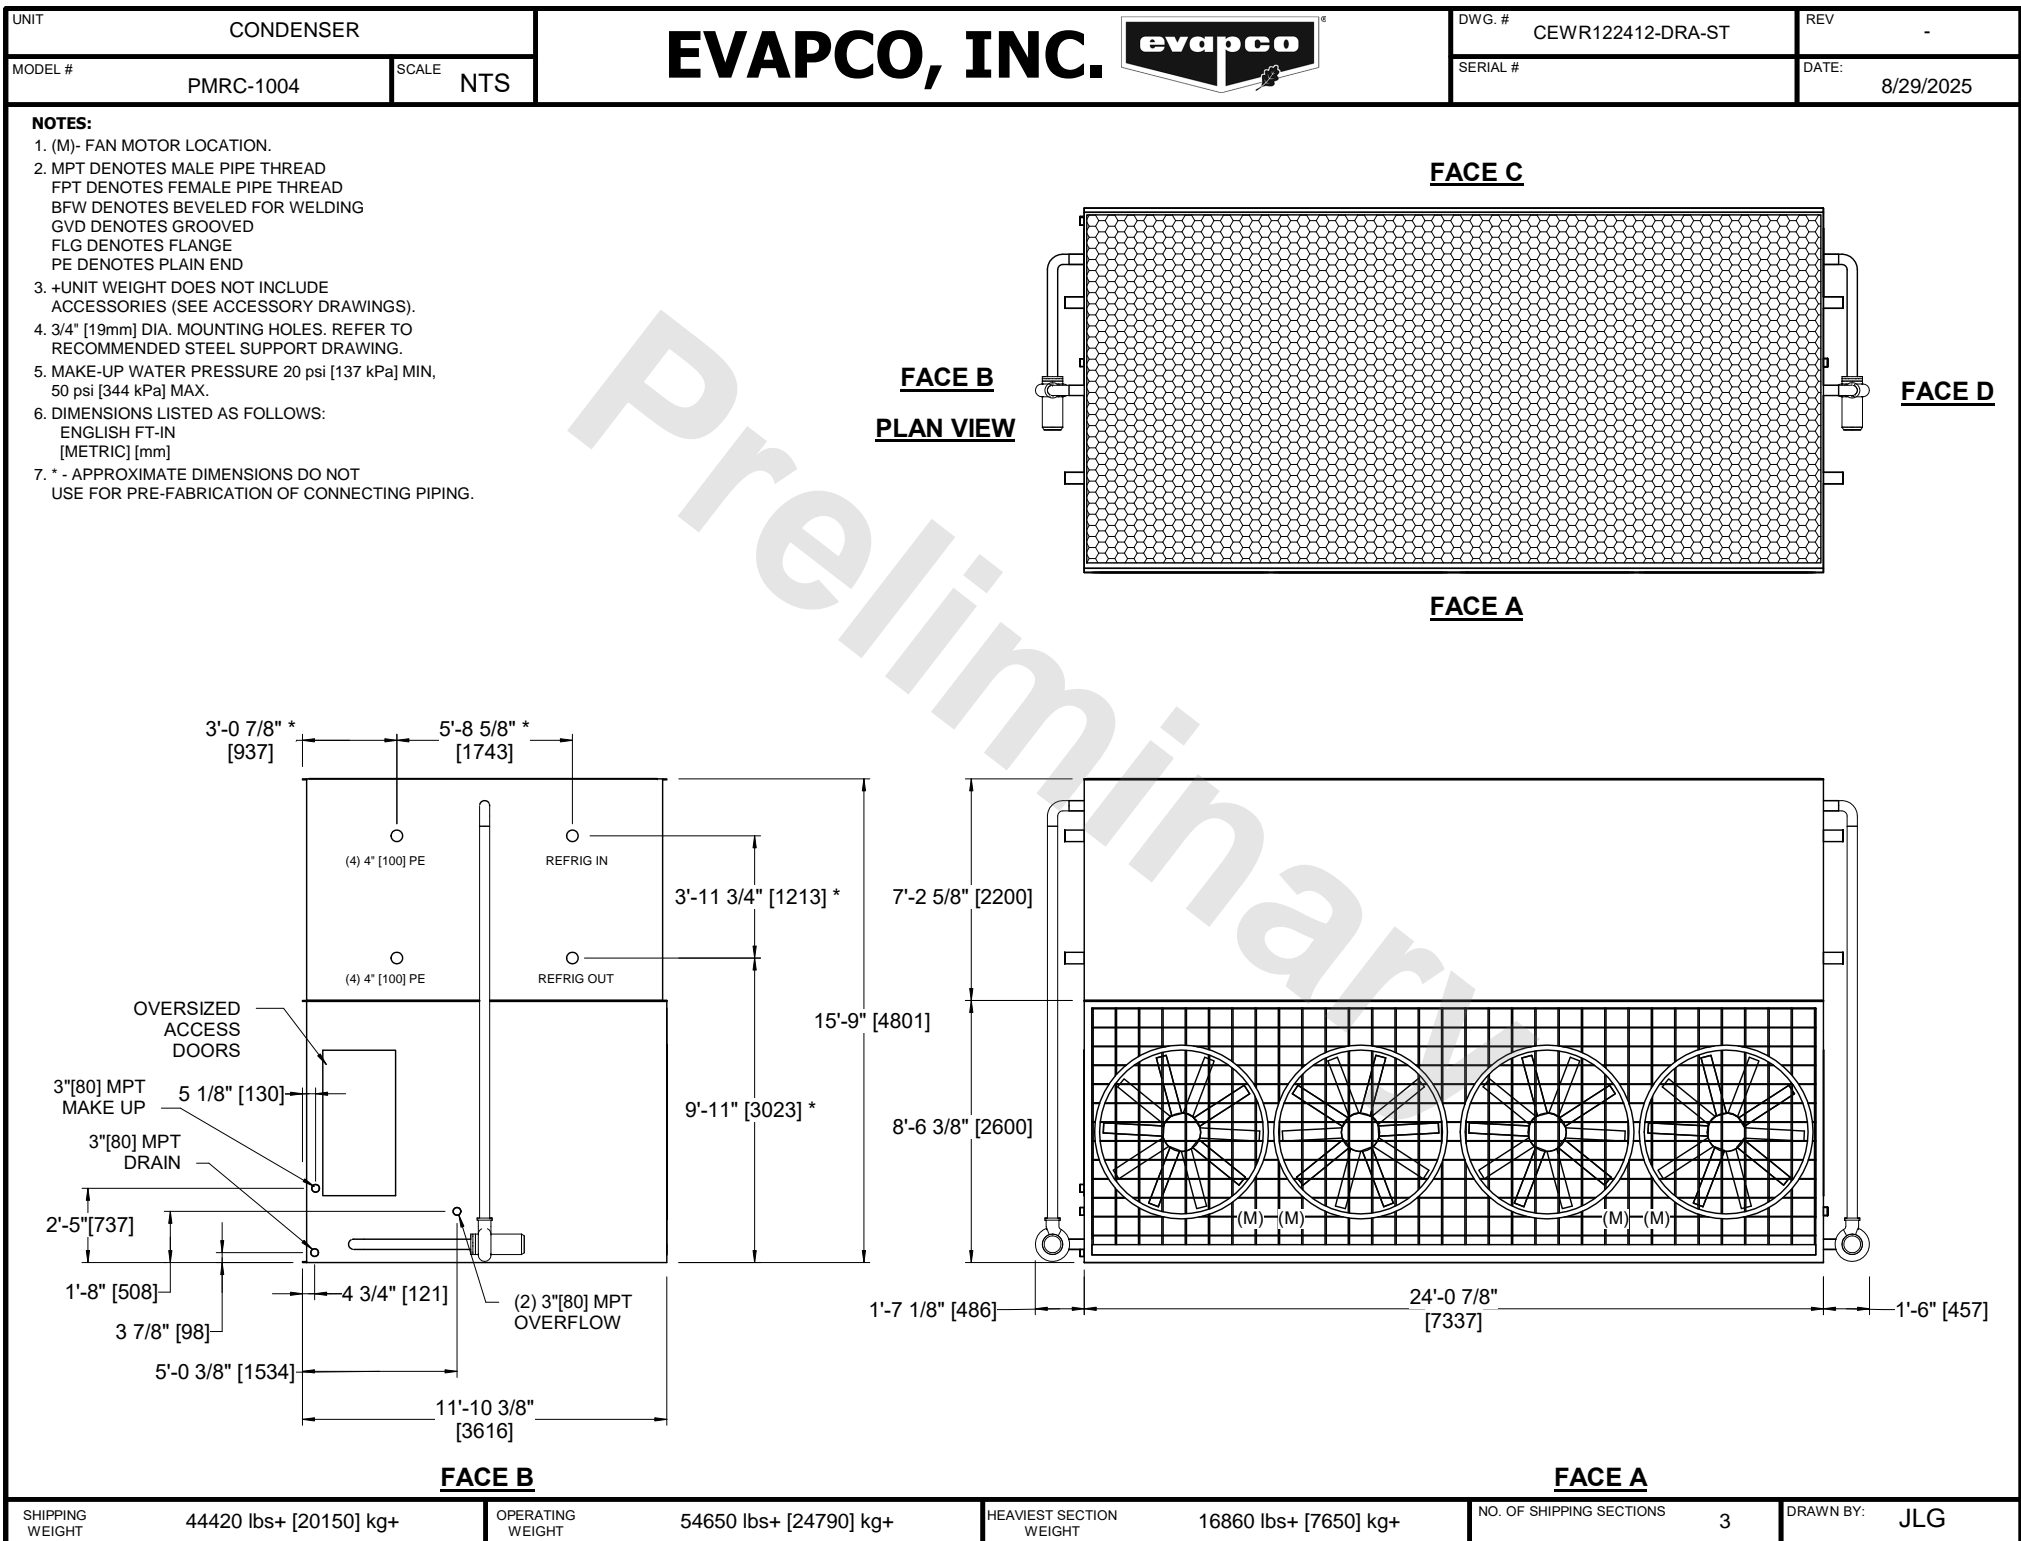 UNIT
CONDENSER
MODEL #
PMRC-1004
SCALE
NTS
EVAPCO, INC.
evapco
®
DWG. #
CEWR122412-DRA-ST
REV
-
SERIAL #
DATE:
8/29/2025
NOTES:
1. (M)- FAN MOTOR LOCATION.
2. MPT DENOTES MALE PIPE THREAD
FPT DENOTES FEMALE PIPE THREAD
BFW DENOTES BEVELED FOR WELDING
GVD DENOTES GROOVED
FLG DENOTES FLANGE
PE DENOTES PLAIN END
3. +UNIT WEIGHT DOES NOT INCLUDE
ACCESSORIES (SEE ACCESSORY DRAWINGS).
4. 3/4" [19mm] DIA. MOUNTING HOLES. REFER TO
RECOMMENDED STEEL SUPPORT DRAWING.
5. MAKE-UP WATER PRESSURE 20 psi [137 kPa] MIN,
50 psi [344 kPa] MAX.
6. DIMENSIONS LISTED AS FOLLOWS:
ENGLISH FT-IN
[METRIC] [mm]
7. * - APPROXIMATE DIMENSIONS DO NOT
USE FOR PRE-FABRICATION OF CONNECTING PIPING.
FACE C
FACE B
PLAN VIEW
FACE D
FACE A
Preliminary
3'-0 7/8" *
[937]
5'-8 5/8" *
[1743]
(4) 4" [100] PE
REFRIG IN
3'-11 3/4" [1213] *
(4) 4" [100] PE
REFRIG OUT
OVERSIZED
ACCESS
DOORS
15'-9" [4801]
3"[80] MPT
MAKE UP
5 1/8" [130]
9'-11" [3023] *
3"[80] MPT
DRAIN
2'-5"[737]
1'-8" [508]
4 3/4" [121]
(2) 3"[80] MPT
OVERFLOW
3 7/8" [98]
5'-0 3/8" [1534]
11'-10 3/8"
[3616]
FACE B
7'-2 5/8" [2200]
8'-6 3/8" [2600]
(M)
(M)
(M)
(M)
1'-7 1/8" [486]
24'-0 7/8"
[7337]
1'-6" [457]
FACE A
SHIPPING
WEIGHT
44420 lbs+ [20150] kg+
OPERATING
WEIGHT
54650 lbs+ [24790] kg+
HEAVIEST SECTION
WEIGHT
16860 lbs+ [7650] kg+
NO. OF SHIPPING SECTIONS
3
DRAWN BY:
JLG